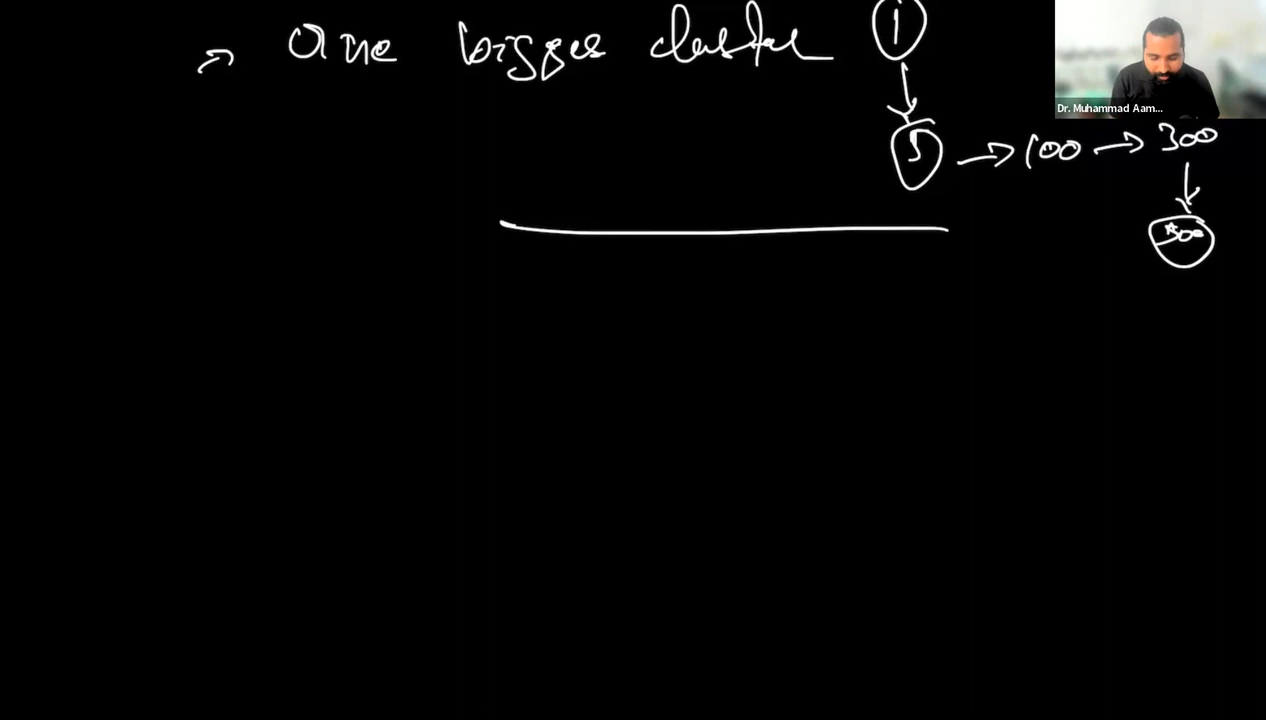 → One bigger cluster 1
Dr. Muhammad Aam...
5 → 100 → 300